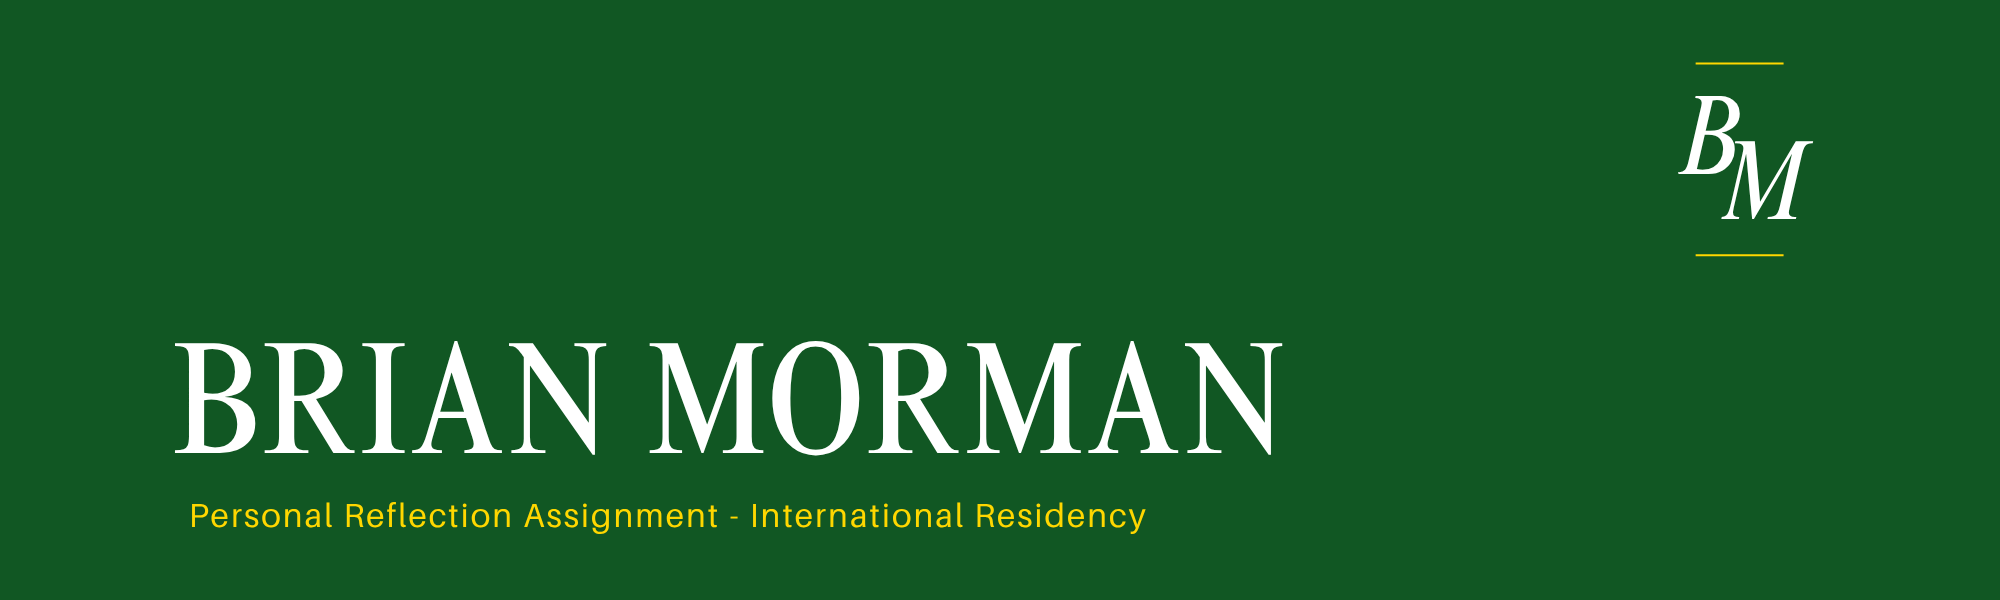 BM
BRIAN MORMAN
Personal Reflection Assignment - International Residency